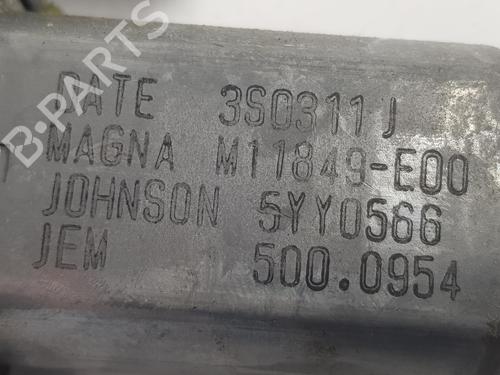 DATE 3S0311J
MAGNA M11849-E00
JOHNSON 5YY0566
JEM 500.0954
B-PARTS